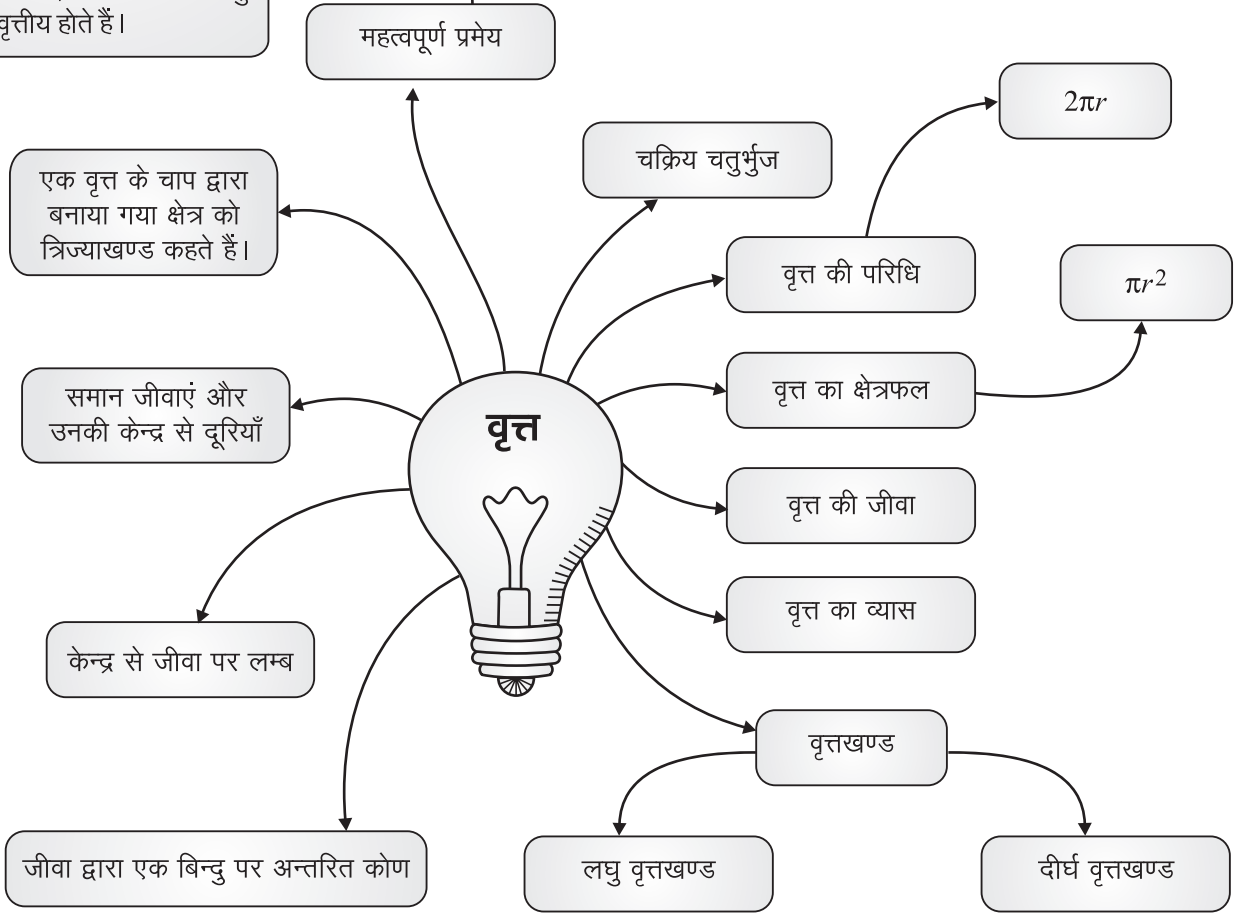 वृत्तीय होते हैं।
महत्वपूर्ण प्रमेय
2πr
चक्रिय चतुर्भुज
एक वृत्त के चाप द्वारा
बनाया गया क्षेत्र को
त्रिज्याखण्ड कहते हैं।
वृत्त की परिधि
πr²
समान जीवाएं और
उनकी केन्द्र से दूरियाँ
वृत्त का क्षेत्रफल
वृत्त
वृत्त की जीवा
वृत्त का व्यास
केन्द्र से जीवा पर लम्ब
वृत्तखण्ड
जीवा द्वारा एक बिन्दु पर अन्तरित कोण
लघु वृत्तखण्ड
दीर्घ वृत्तखण्ड